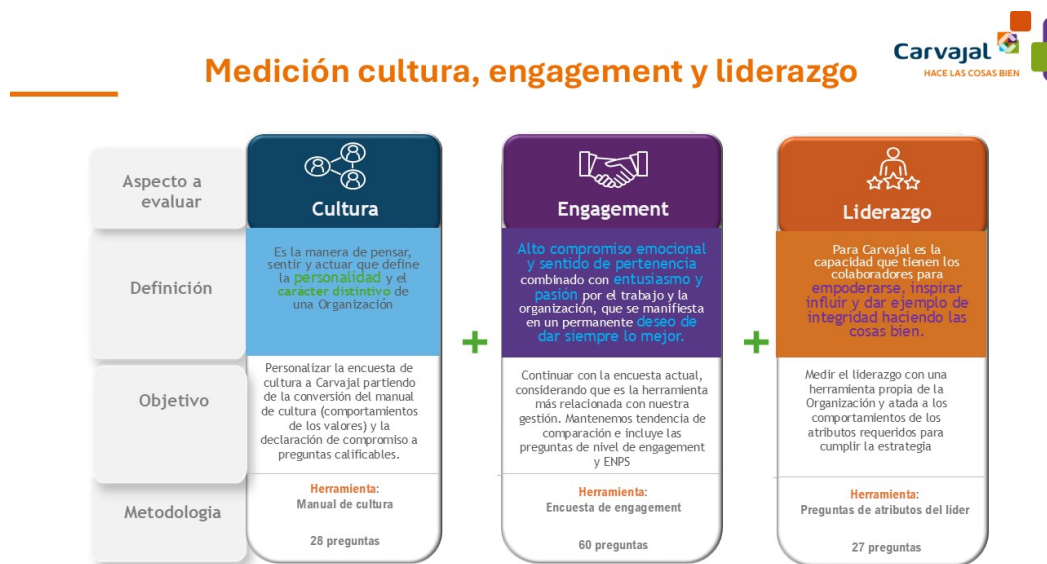 Medición cultura, engagement y liderazgo
Carvajal
HACE LAS COSAS BIEN
Aspecto a
evaluar
Cultura
Engagement
Liderazgo
Definición
Es la manera de pensar,
sentir y actuar que define
la personalidad y el
carácter distintivo de
una Organización
+
Alto compromiso emocional
y sentido de pertenencia
combinado con entusiasmo y
pasión por el trabajo y la
organización, que se manifiesta
en un permanente deseo de
dar siempre lo mejor.
+
Para Carvajal es la
capacidad que tienen los
colaboradores para
empoderarse, inspirar
influir y dar ejemplo de
integridad haciendo las
cosas bien.
Objetivo
Personalizar la encuesta de
cultura a Carvajal partiendo
de la conversión del manual
de cultura (comportamientos
de los valores) y la
declaración de compromiso a
preguntas calificables.
Continuar con la encuesta actual,
considerando que es la herramienta
más relacionada con nuestra
gestión. Mantenemos tendencia de
comparación e incluye las
preguntas de nivel de engagement
y ENPS
Medir el liderazgo con una
herramienta propia de la
Organización y atada a los
comportamientos de los
atributos requeridos para
cumplir la estrategia
Metodologia
Herramienta:
Manual de cultura
28 preguntas
Herramienta:
Encuesta de engagement
60 preguntas
Herramienta:
Preguntas de atributos del líder
27 preguntas